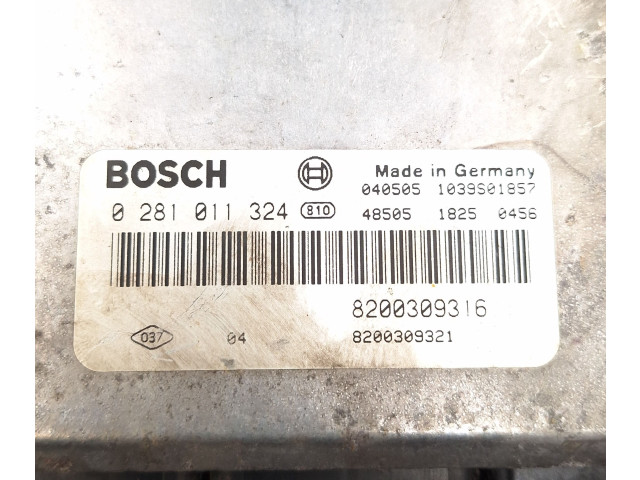 BOSCH
Made in Germany
040505 1039S01857
0 281 011 324 810
48505 1825 0456
8200309316
037 04 8200309321